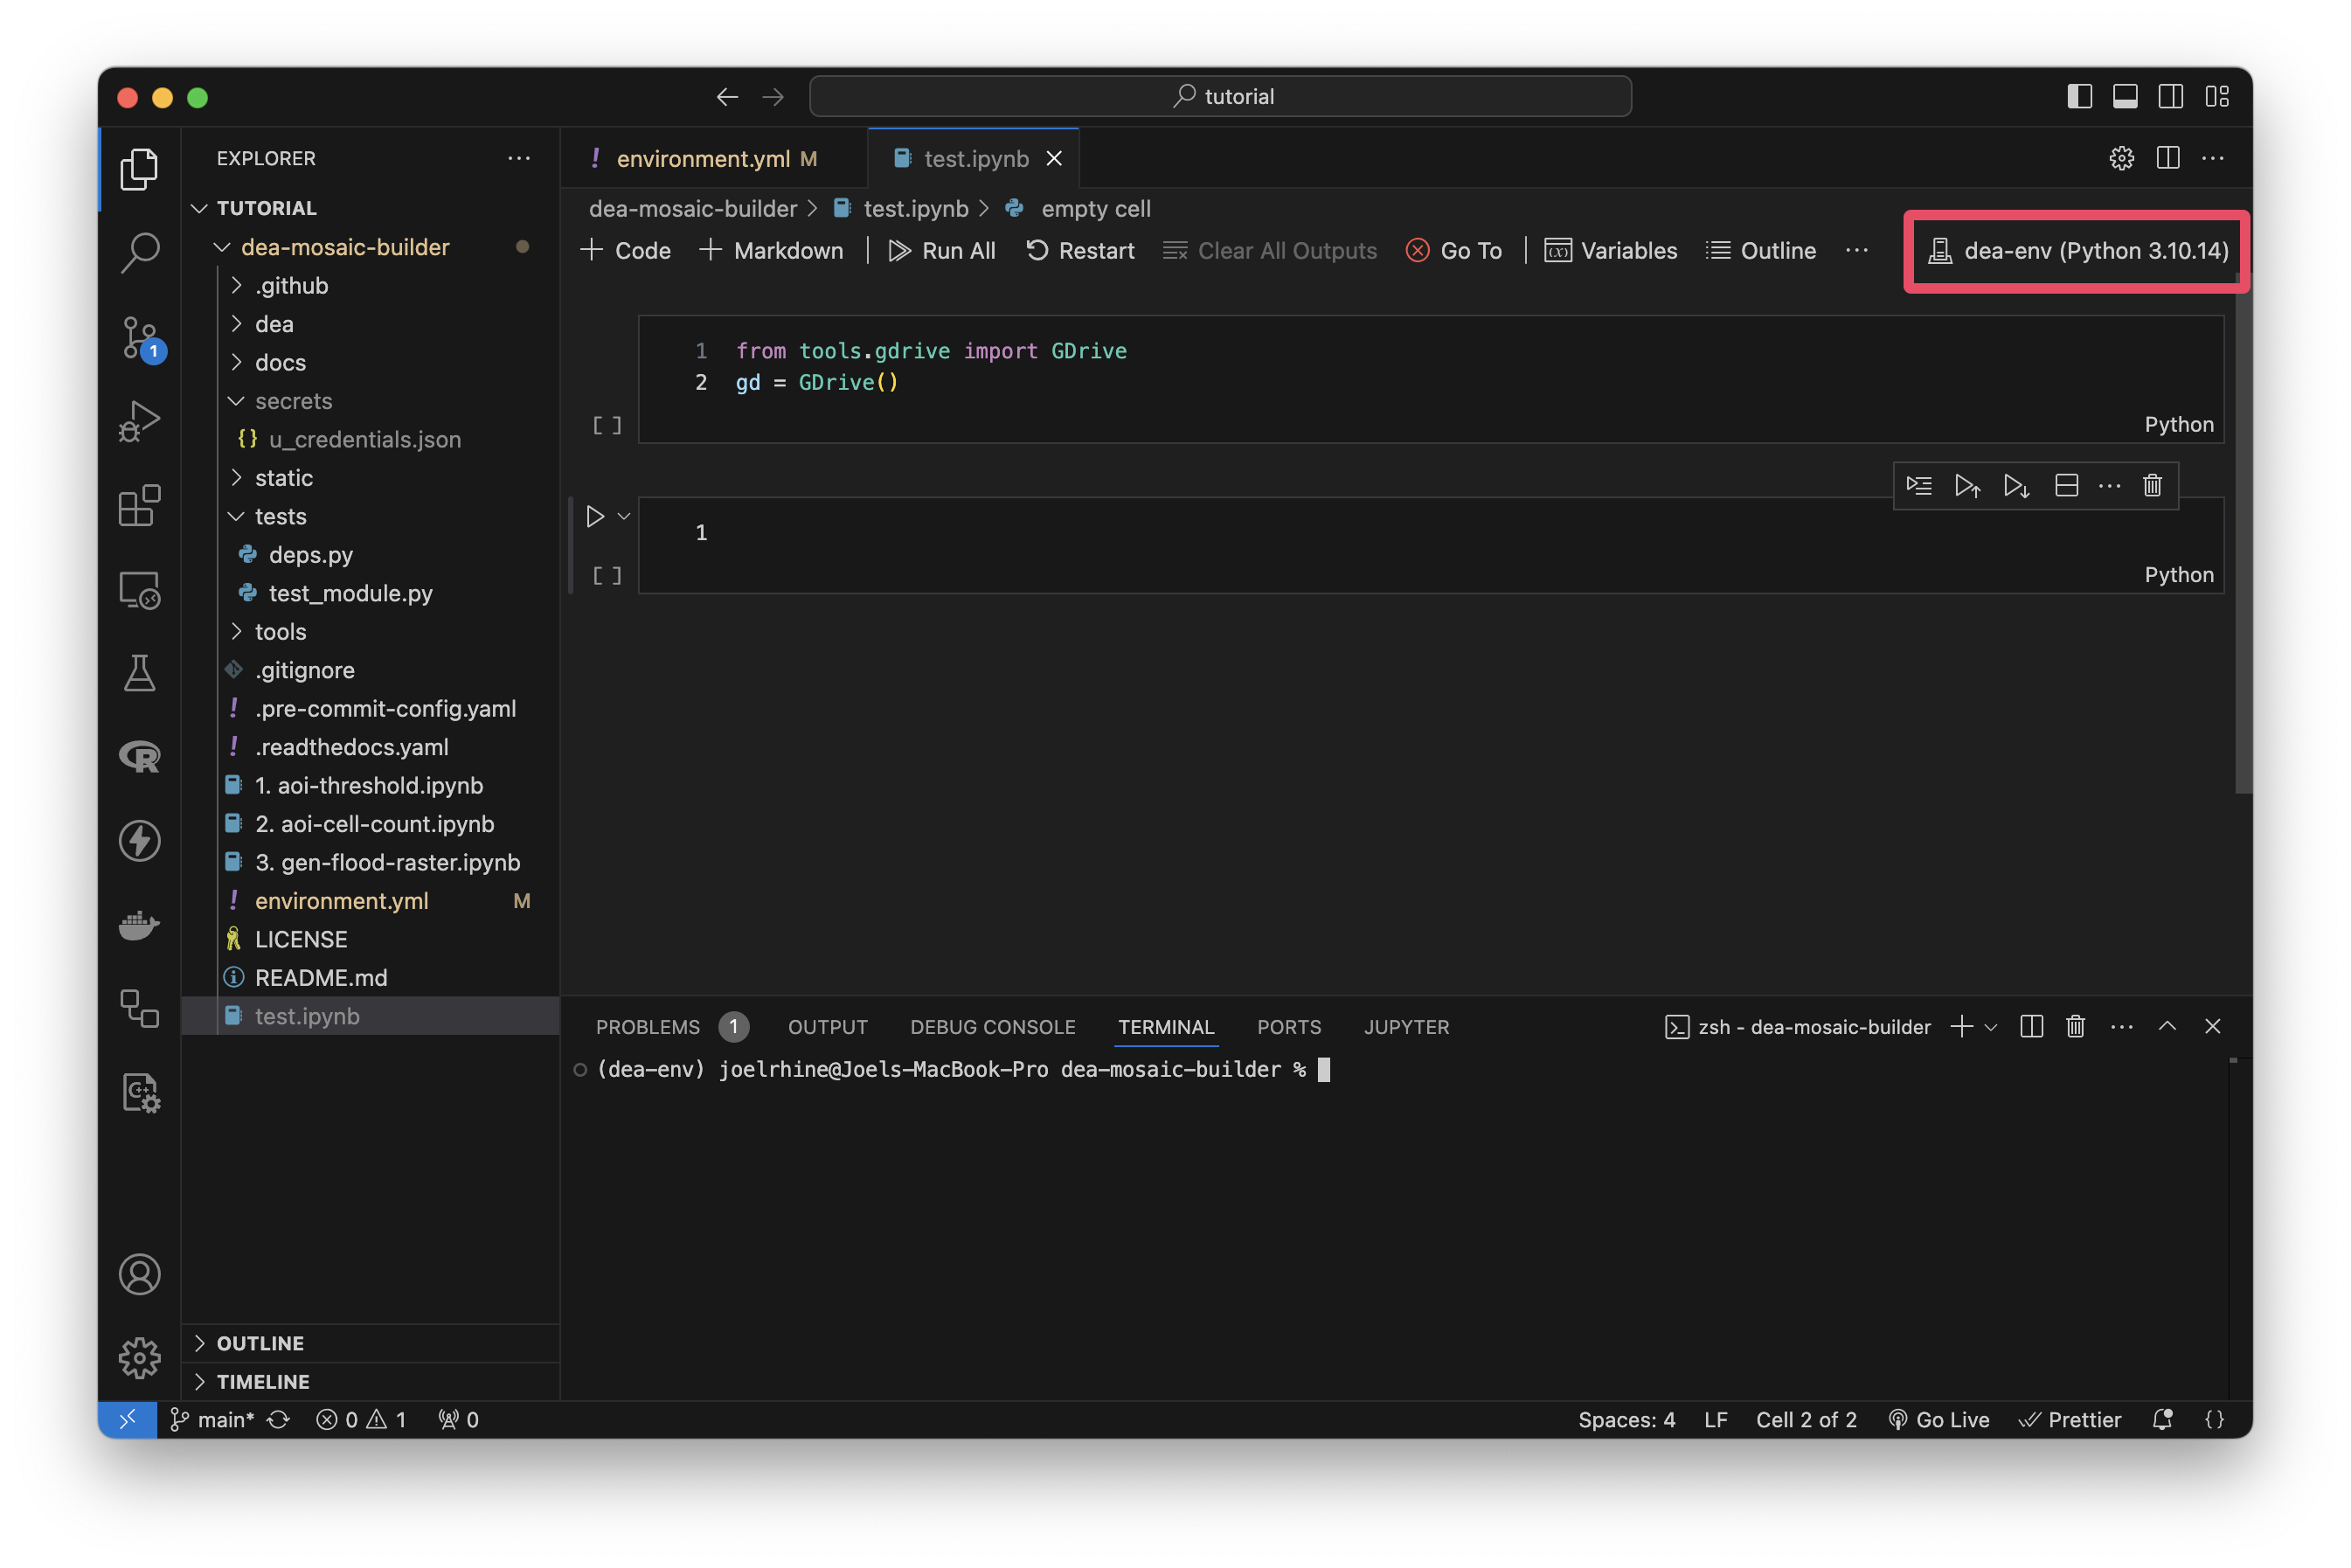 tutorial
EXPLORER
TUTORIAL
dea-mosaic-builder
.github
dea
docs
secrets
u_credentials.json
static
tests
deps.py
test_module.py
tools
.gitignore
.pre-commit-config.yaml
.readthedocs.yaml
1. aoi-threshold.ipynb
2. aoi-cell-count.ipynb
3. gen-flood-raster.ipynb
environment.yml M
LICENSE
README.md
test.ipynb
OUTLINE
TIMELINE
environment.yml M
test.ipynb
dea-mosaic-builder > test.ipynb > empty cell
Code Markdown Run All Restart Clear All Outputs Go To Variables Outline ... dea-env (Python 3.10.14)
1 from tools.gdrive import GDrive
2 gd = GDrive()
[ ] Python
1
[ ] Python
PROBLEMS 1 OUTPUT DEBUG CONSOLE TERMINAL PORTS JUPYTER zsh - dea-mosaic-builder
(dea-env) joelrhine@Joels-MacBook-Pro dea-mosaic-builder %
main* 0 1 0 Spaces: 4 LF Cell 2 of 2 Go Live Prettier {}
1